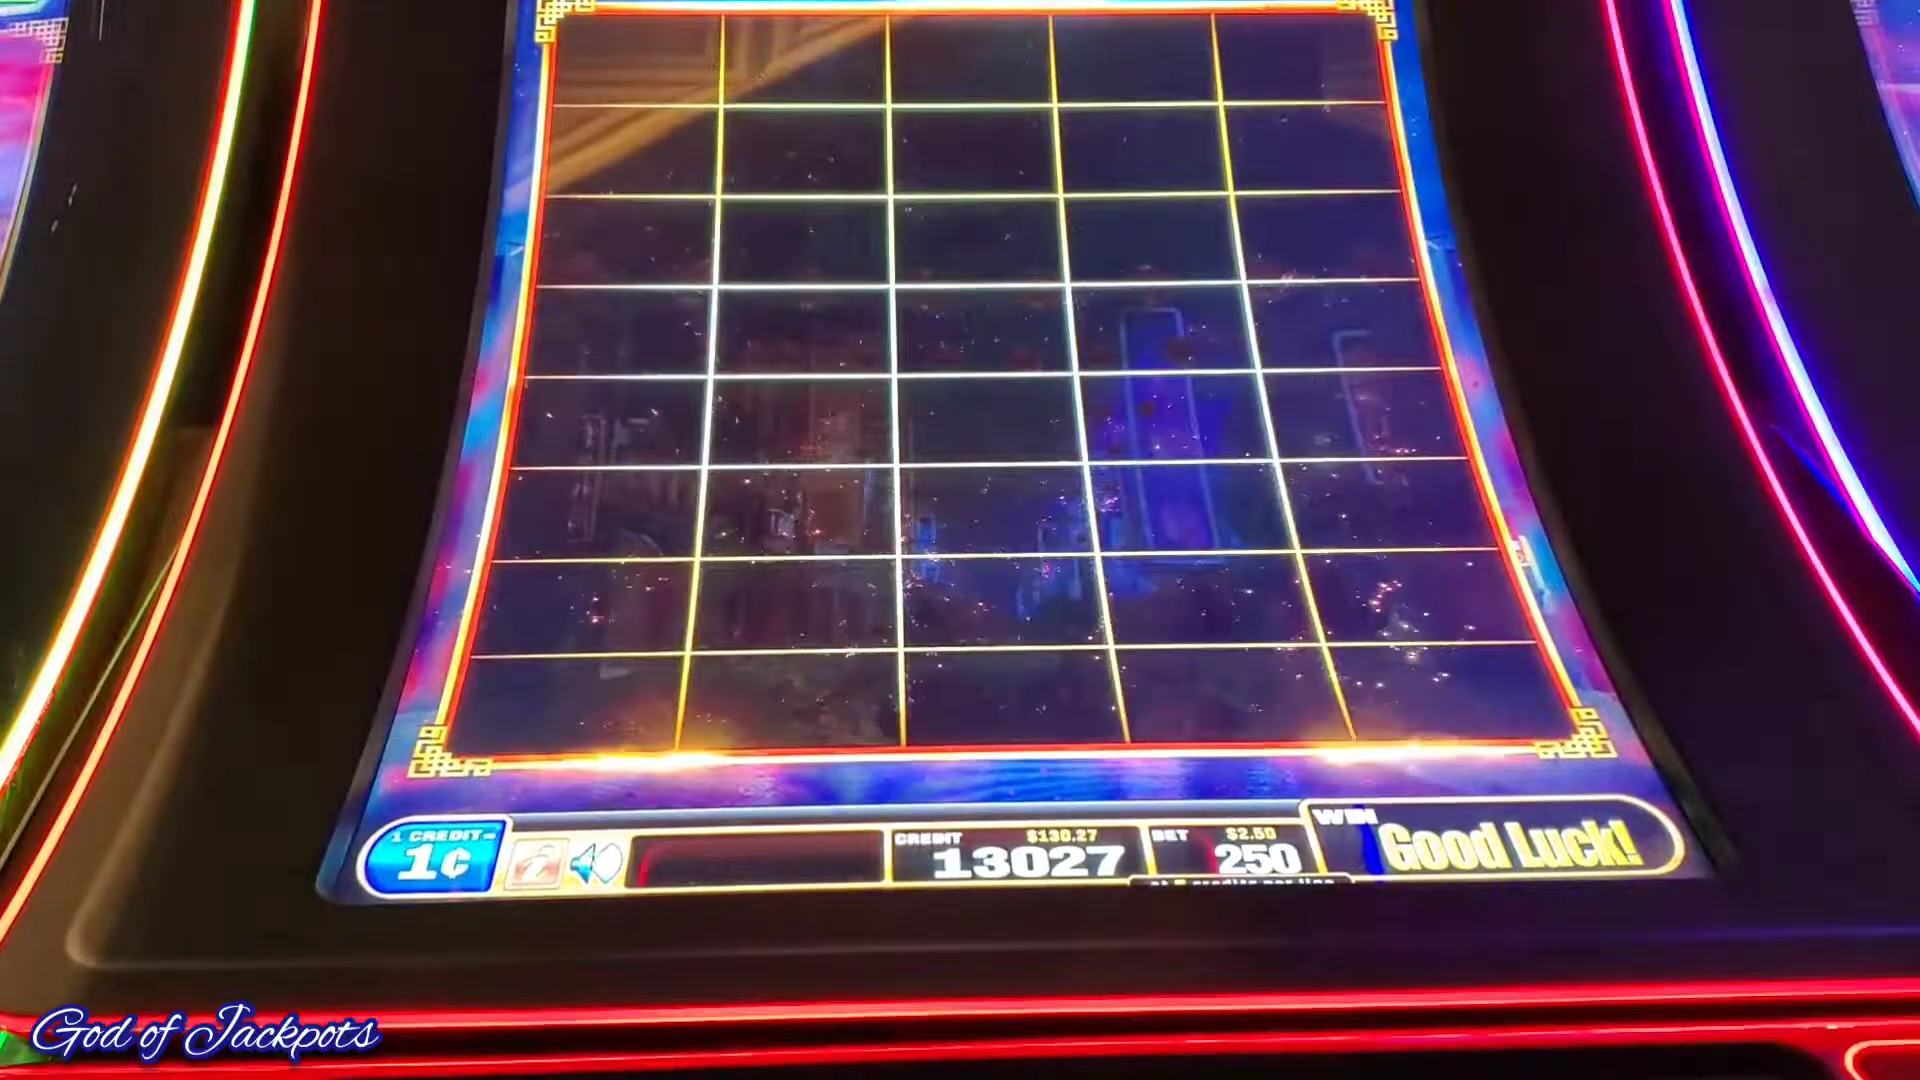 1 CREDIT=
1¢
CREDIT
$130.27
13027
BET
$2.50
250
WIN
Good Luck!
God of Jackpots